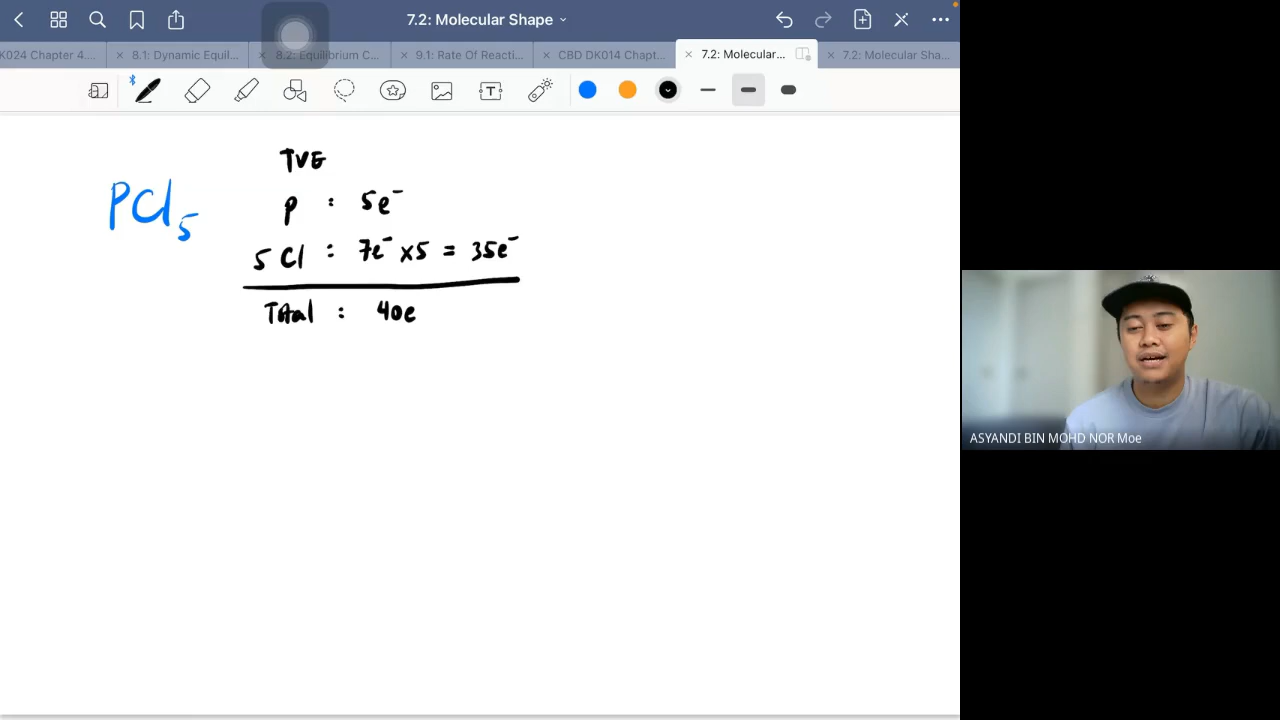 7.2: Molecular Shape
K024 Chapter 4....
8.1: Dynamic Equil...
8.2: Equilibrium C...
9.1: Rate Of Reacti...
CBD DK014 Chapt...
7.2: Molecular...
7.2: Molecular Sha...
TVE
PCl₅
P : 5e⁻
5 Cl : 7e⁻ x5 = 35e⁻
Total : 40e
ASYANDI BIN MOHD NOR Moe